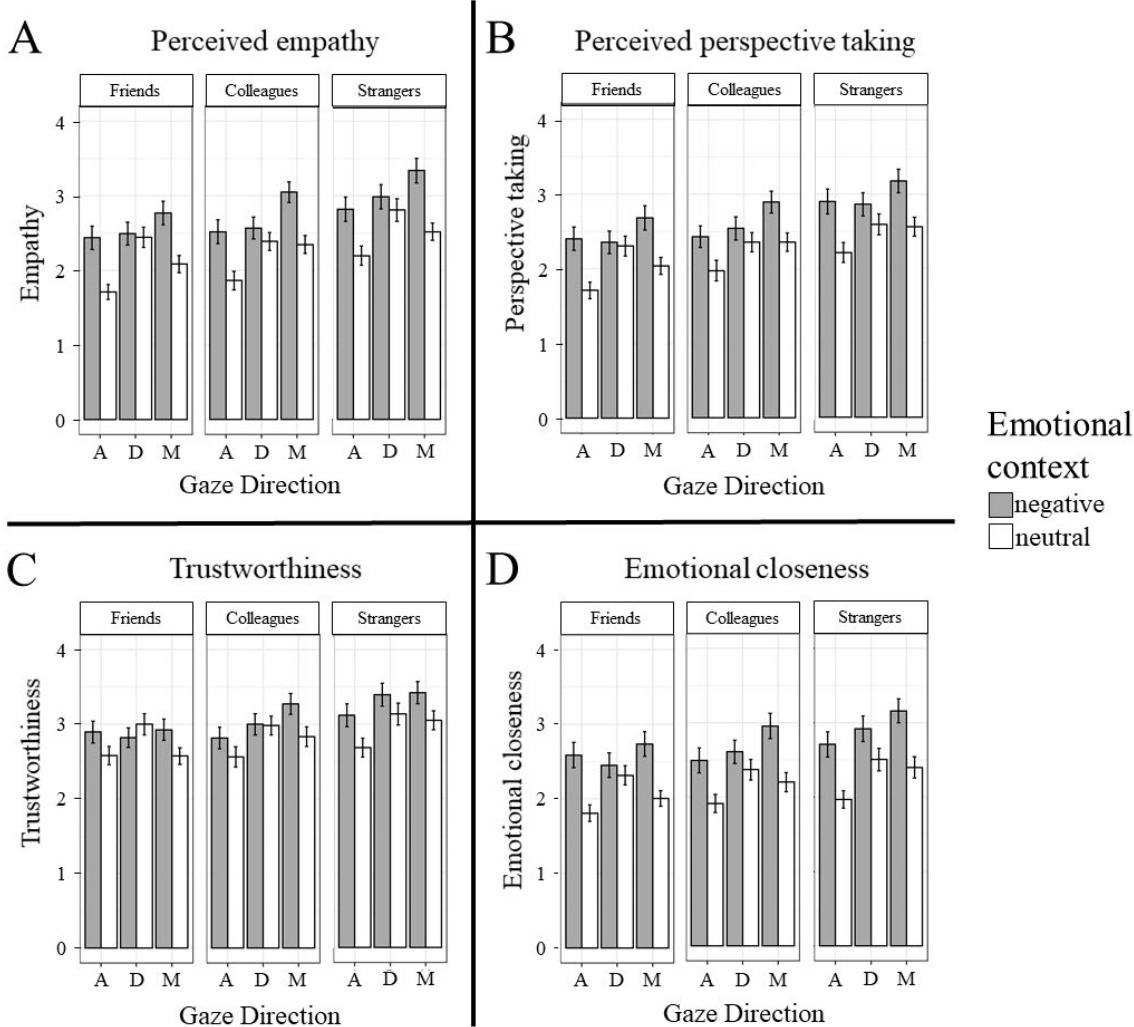 A
Perceived empathy
Friends
Colleagues
Strangers
4
3
2
1
0
Empathy
A D M
A D M
A D M
Gaze Direction
B
Perceived perspective taking
Friends
Colleagues
Strangers
4
3
2
1
0
Perspective taking
A D M
A D M
A D M
Gaze Direction
Emotional
context
negative
neutral
C
Trustworthiness
Friends
Colleagues
Strangers
4
3
2
1
0
Trustworthiness
A D M
A D M
A D M
Gaze Direction
D
Emotional closeness
Friends
Colleagues
Strangers
4
3
2
1
0
Emotional closeness
A D M
A D M
A D M
Gaze Direction